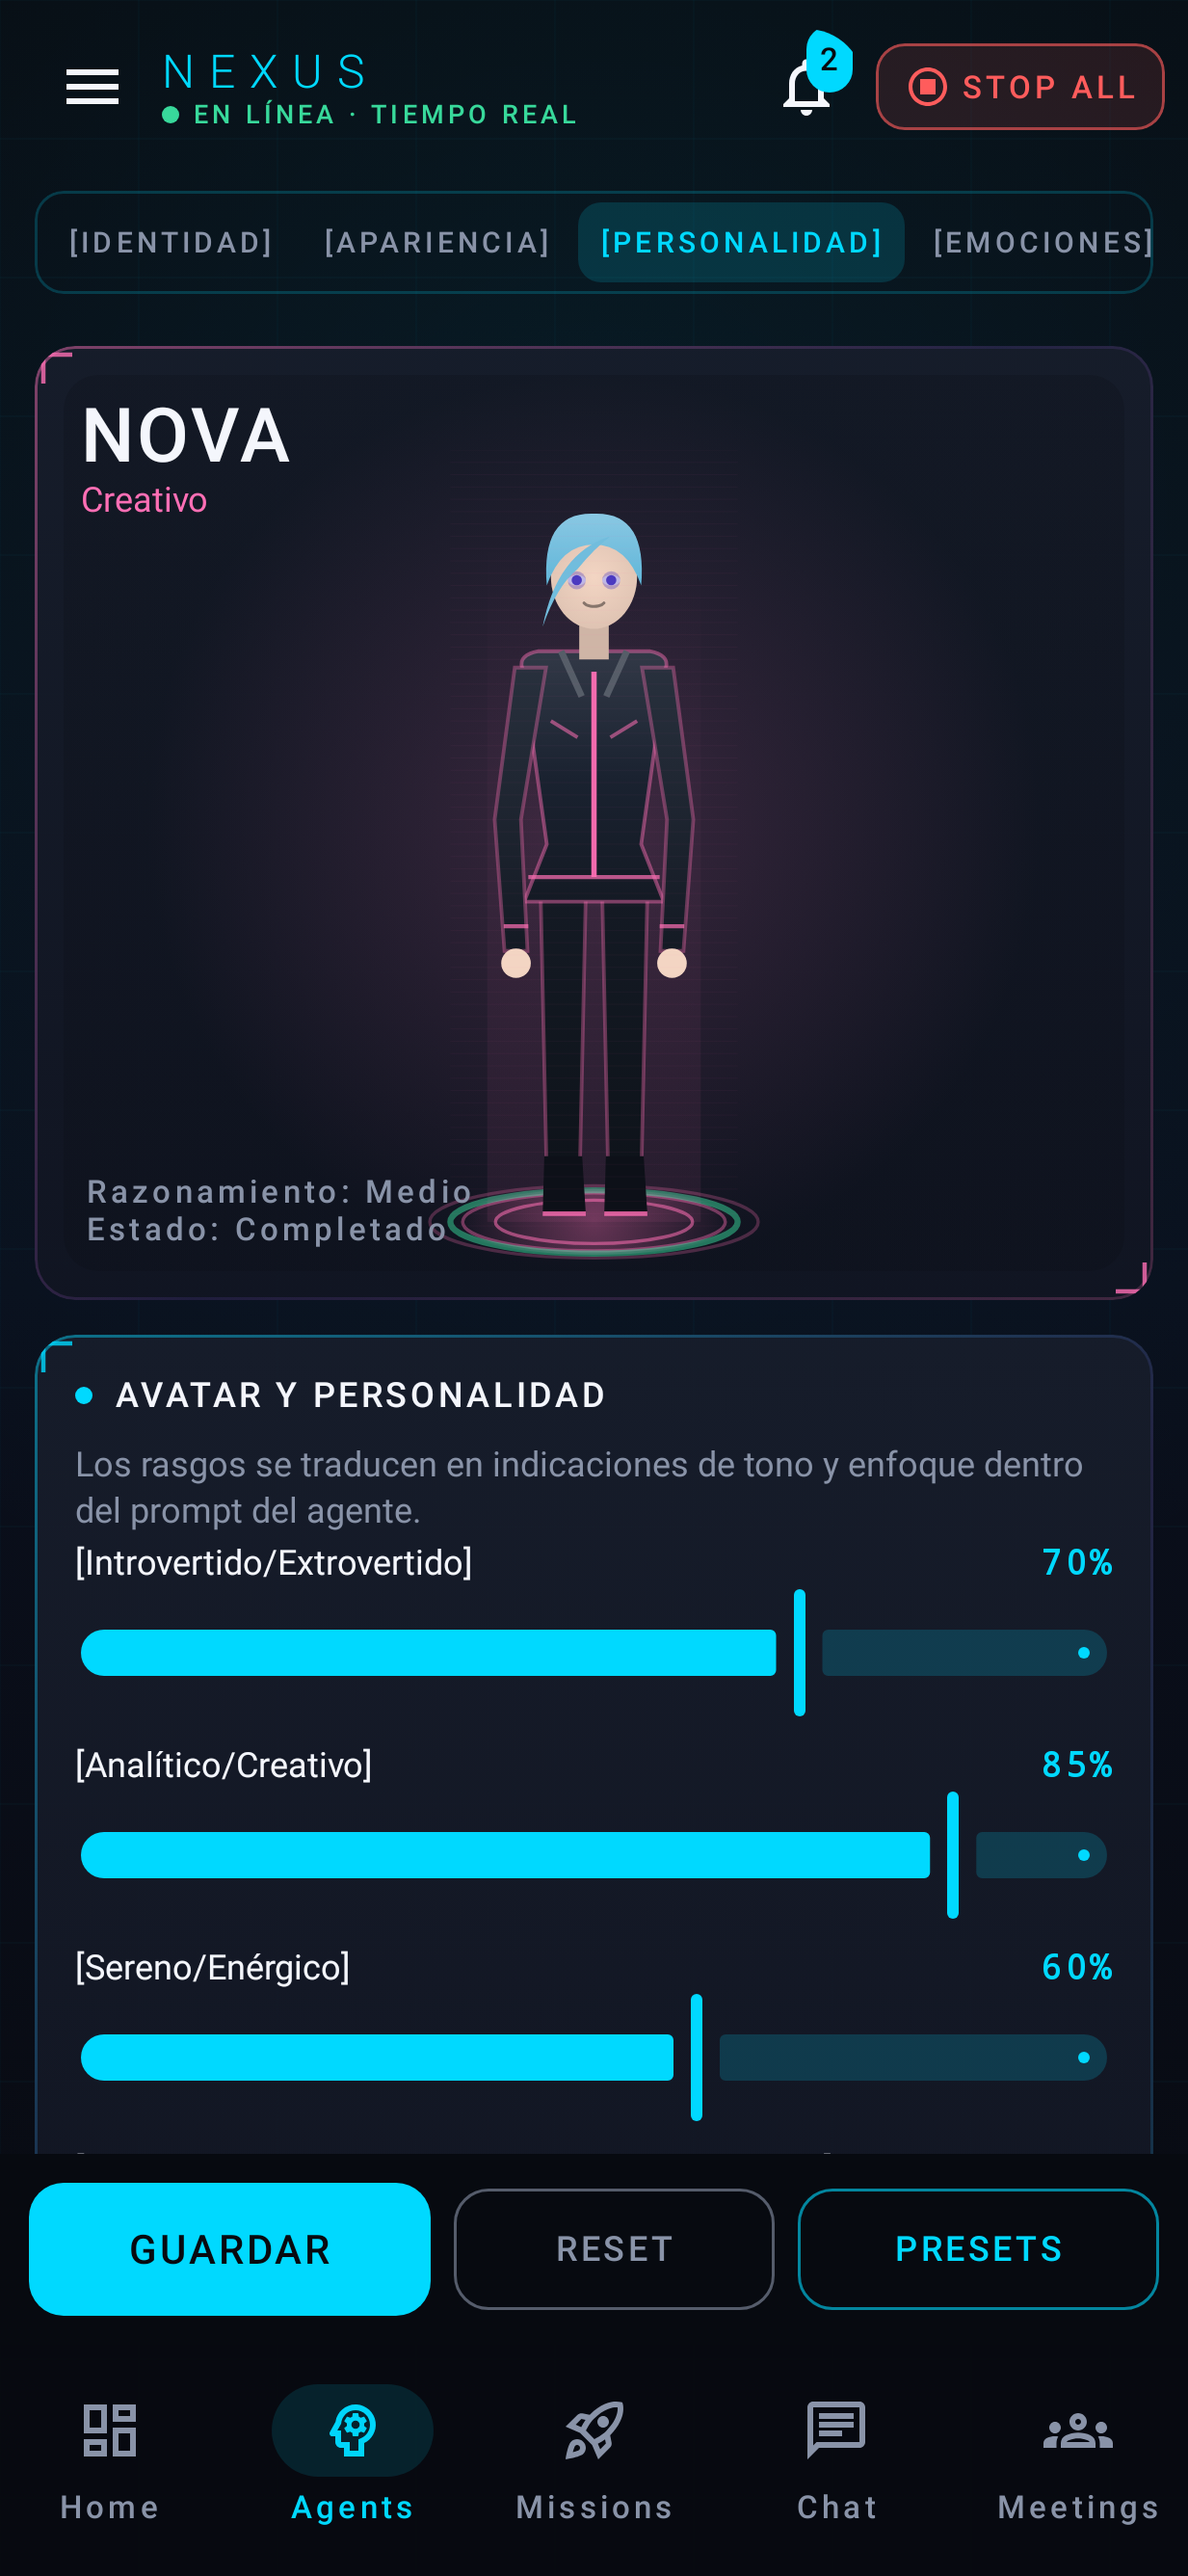 NEXUS
EN LÍNEA · TIEMPO REAL
2
STOP ALL
[IDENTIDAD] [APARIENCIA] [PERSONALIDAD] [EMOCIONES]
NOVA
Creativo
Razonamiento: Medio
Estado: Completado
AVATAR Y PERSONALIDAD
Los rasgos se traducen en indicaciones de tono y enfoque dentro
del prompt del agente.
[Introvertido/Extrovertido] 70%
[Analítico/Creativo] 85%
[Sereno/Enérgico] 60%
GUARDAR RESET PRESETS
Home Agents Missions Chat Meetings